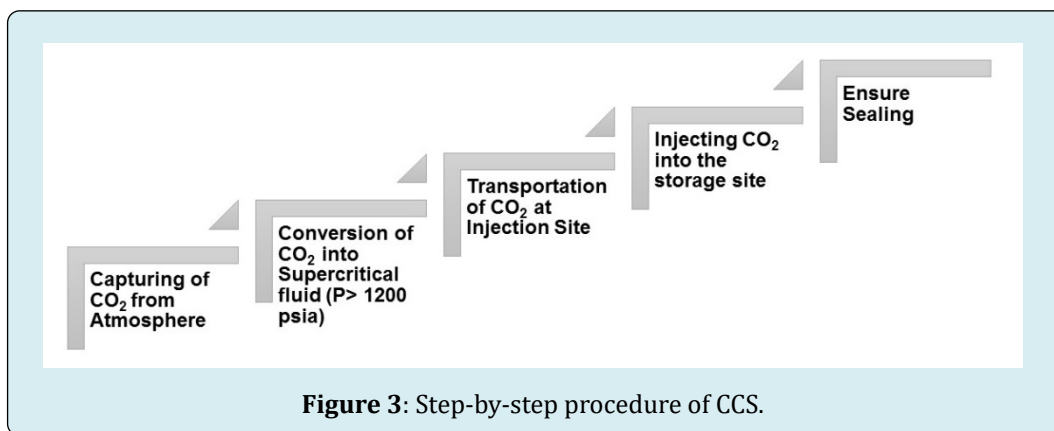 Capturing of
CO₂ from
Atmosphere
Conversion of
CO₂ into
Supercritical
fluid (P> 1200
psia)
Transportation
of CO₂ at
Injection Site
Injecting CO₂
into the
storage site
Ensure
Sealing
Figure 3: Step-by-step procedure of CCS.